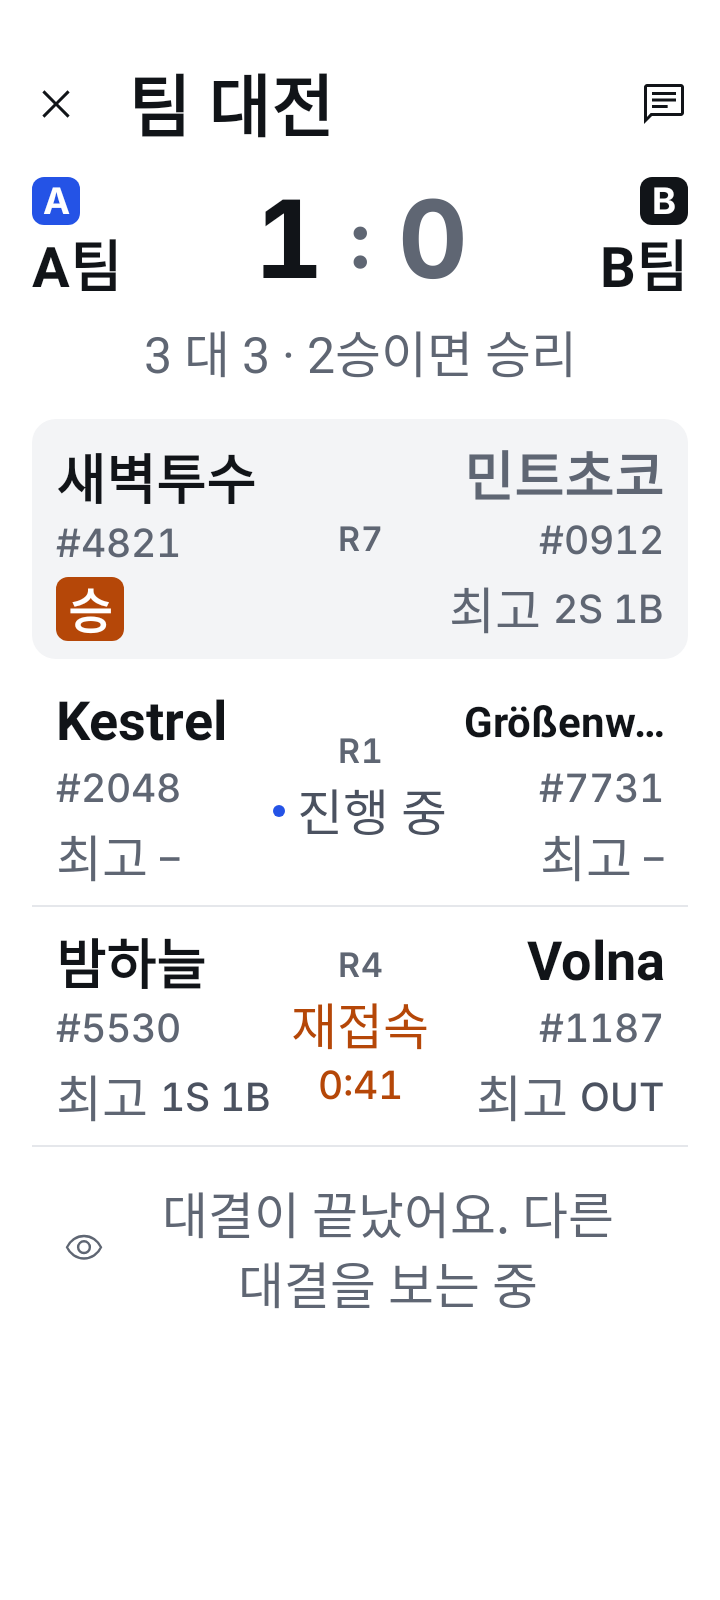 팀 대전
A
B
1 : 0
A팀
B팀
3 대 3 · 2승이면 승리
새벽투수
민트초코
#4821
R7
#0912
승
최고 2S 1B
Kestrel
Größenw...
R1
#2048
#7731
진행 중
최고 –
최고 –
밤하늘
R4
Volna
#5530
재접속
#1187
최고 1S 1B
0:41
최고 OUT
대결이 끝났어요. 다른
대결을 보는 중